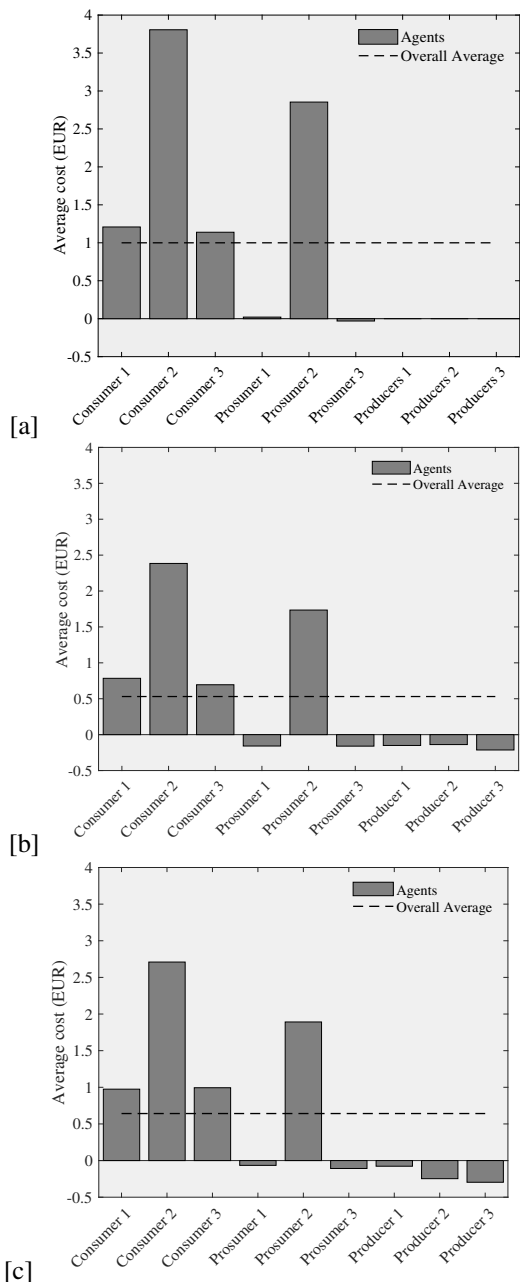 4
Agents
3.5
Overall Average
3
2.5
2
1.5
1
0.5
0
-0.5
Average cost (EUR)
Consumer 1
Consumer 2
Consumer 3
Prosumer 1
Prosumer 2
Prosumer 3
Producers 1
Producers 2
Producers 3
[a]
4
Agents
3.5
Overall Average
3
2.5
2
1.5
1
0.5
0
-0.5
Average cost (EUR)
Consumer 1
Consumer 2
Consumer 3
Prosumer 1
Prosumer 2
Prosumer 3
Producer 1
Producer 2
Producer 3
[b]
4
Agents
3.5
Overall Average
3
2.5
2
1.5
1
0.5
0
-0.5
Average cost (EUR)
Consumer 1
Consumer 2
Consumer 3
Prosumer 1
Prosumer 2
Prosumer 3
Producer 1
Producer 2
Producer 3
[c]